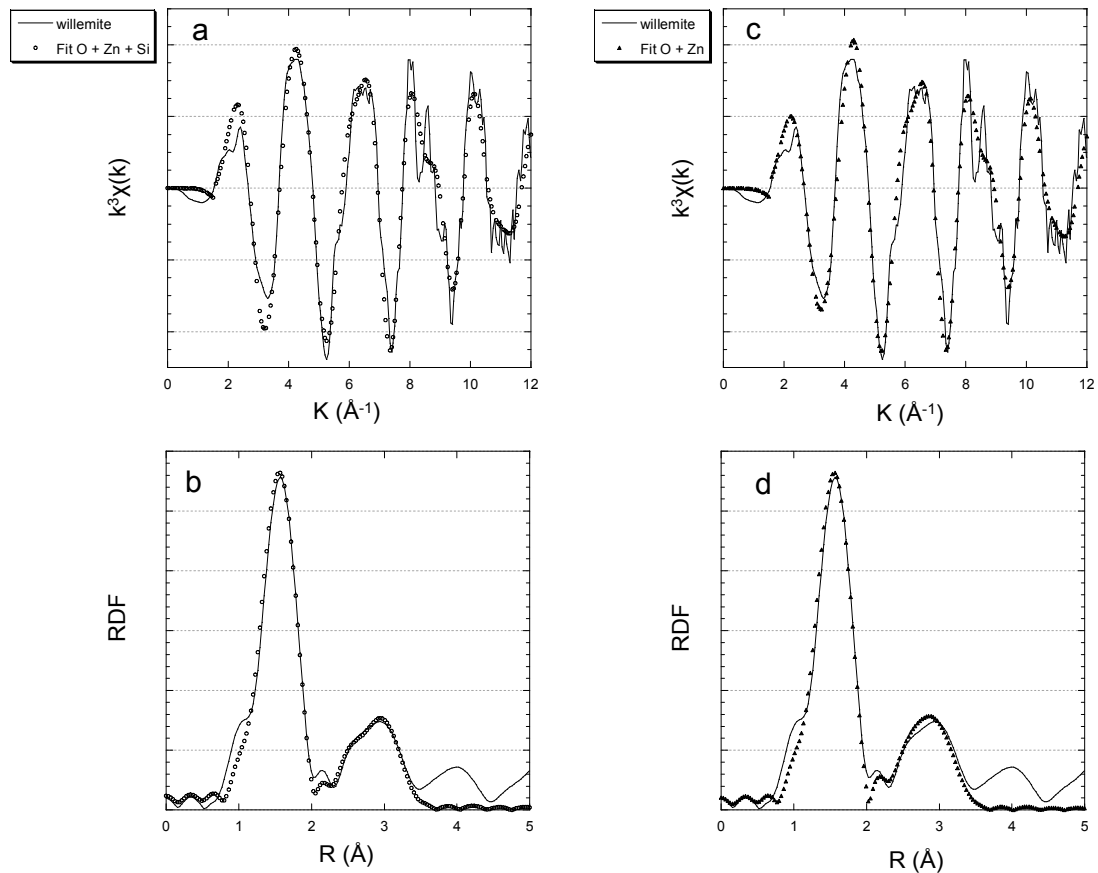 willemite
Fit O + Zn + Si
a
k³χ(k)
0 2 4 6 8 10 12
K (Å⁻¹)
willemite
Fit O + Zn
c
k³χ(k)
0 2 4 6 8 10 12
K (Å⁻¹)
b
RDF
0 1 2 3 4 5
R (Å)
d
RDF
0 1 2 3 4 5
R (Å)